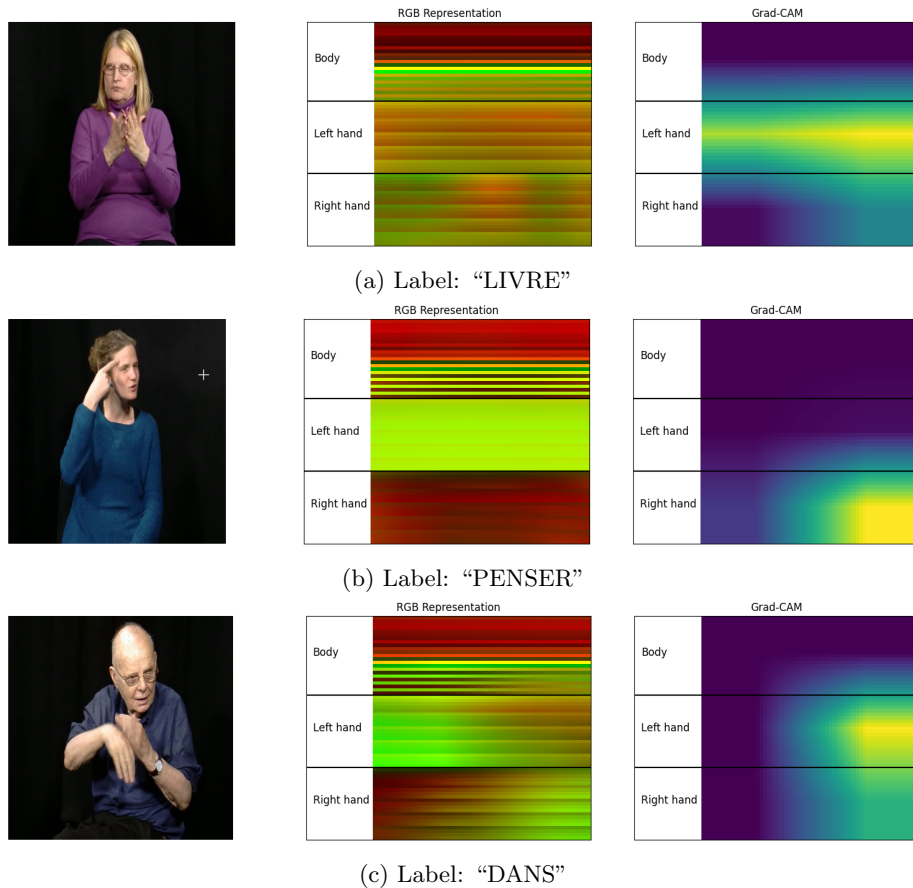 RGB Representation
Grad-CAM
Body
Body
Left hand
Left hand
Right hand
Right hand
(a) Label: “LIVRE”
RGB Representation
Grad-CAM
Body
Body
Left hand
Left hand
Right hand
Right hand
(b) Label: “PENSER”
RGB Representation
Grad-CAM
Body
Body
Left hand
Left hand
Right hand
Right hand
(c) Label: “DANS”